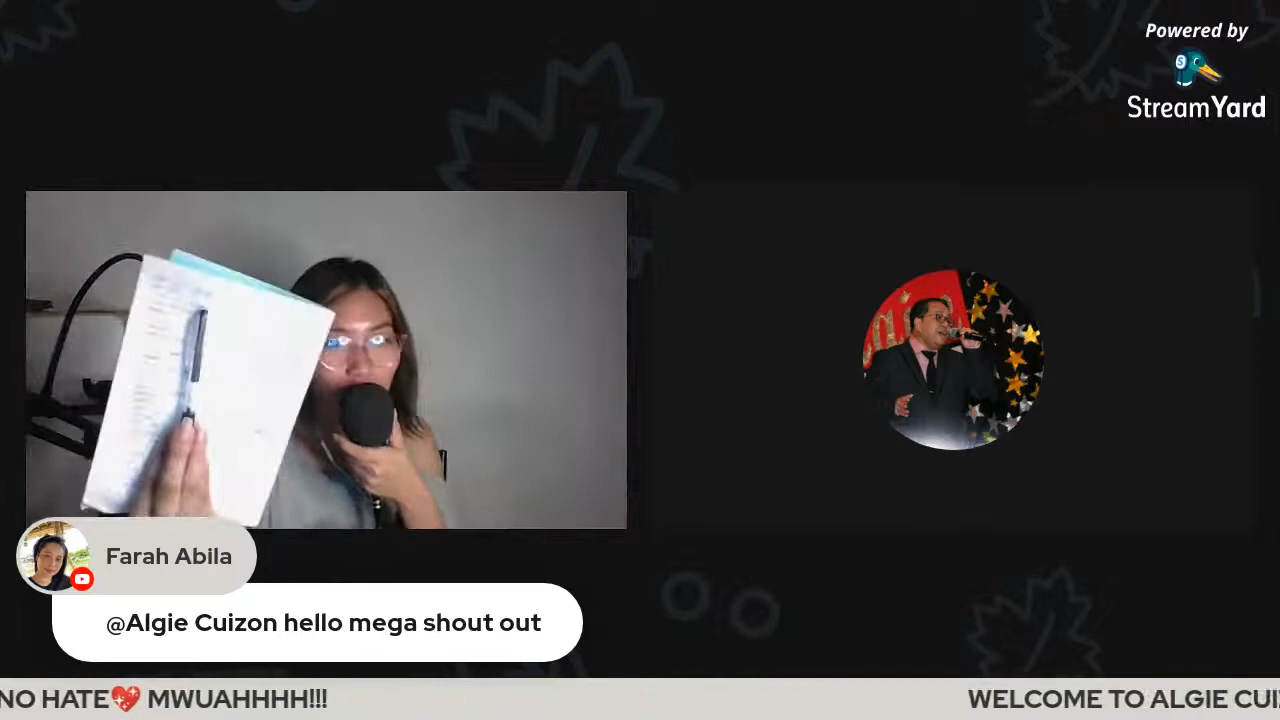 Powered by
StreamYard
Farah Abila
@Algie Cuizon hello mega shout out
NO HATE💖 MWUAHHHH!!!
WELCOME TO ALGIE CUI